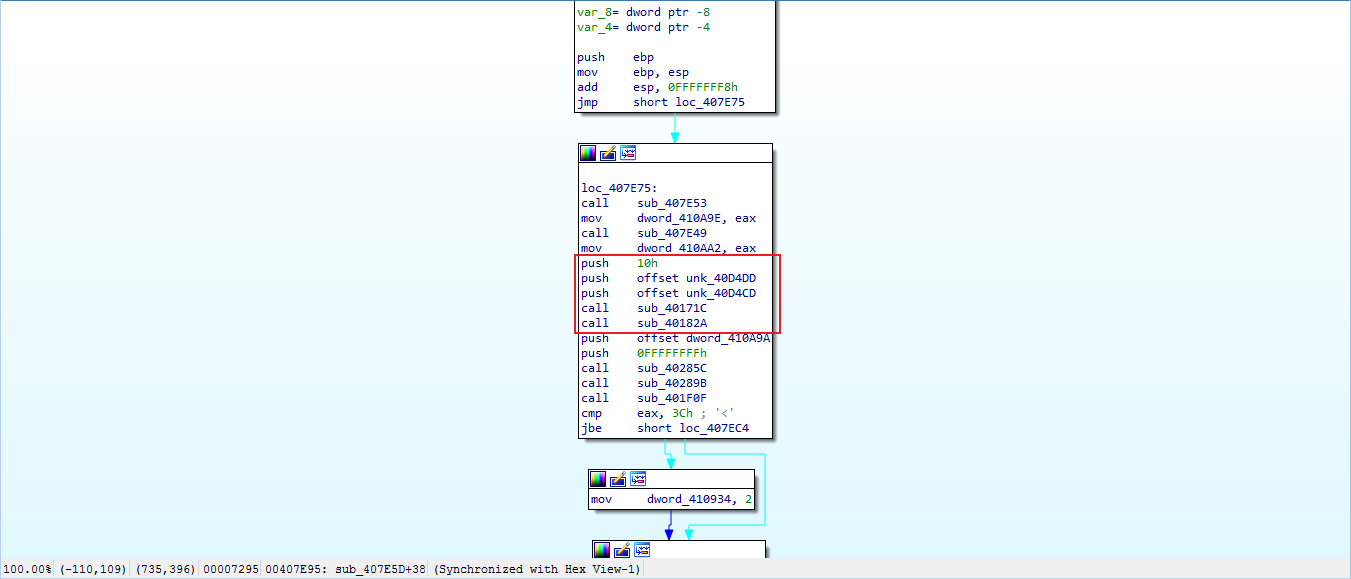 var_8= dword ptr -8
var_4= dword ptr -4
push ebp
mov ebp, esp
add esp, 0FFFFFFF8h
jmp short loc_407E75
loc_407E75:
call sub_407E53
mov dword_410A9E, eax
call sub_407E49
mov dword_410AA2, eax
push 10h
push offset unk_40D4DD
push offset unk_40D4CD
call sub_40171C
call sub_40182A
push offset dword_410A9A
push 0FFFFFFFFh
call sub_40285C
call sub_40289B
call sub_401F0F
cmp eax, 3Ch ; '<'
jbe short loc_407EC4
mov dword_410934, 2
100.00% (-110,109) (735,396) 00007295 00407E95: sub_407E5D+38 (Synchronized with Hex View-1)